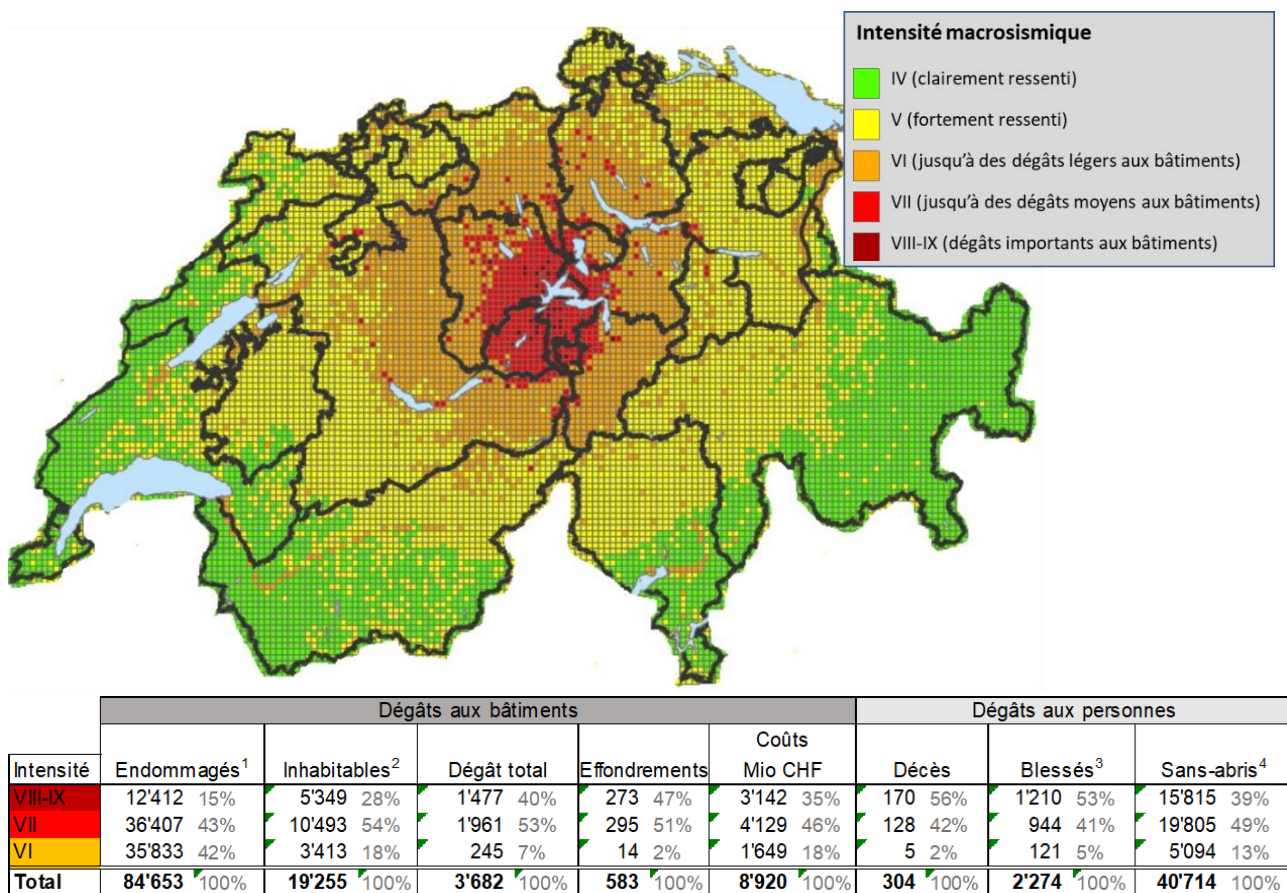 Intensité macrosismique
IV (clairement ressenti)
V (fortement ressenti)
VI (jusqu'à des dégâts légers aux bâtiments)
VII (jusqu'à des dégâts moyens aux bâtiments)
VIII-IX (dégâts importants aux bâtiments)
Dégâts aux bâtiments Dégâts aux personnes
Intensité Endommagés¹ Inhabitables² Dégât total Effondrements Coûts Mio CHF Décès Blessés³ Sans-abris⁴
VIII-IX 12'412 15% 5'349 28% 1'477 40% 273 47% 3'142 35% 170 56% 1'210 53% 15'815 39%
VII 36'407 43% 10'493 54% 1'961 53% 295 51% 4'129 46% 128 42% 944 41% 19'805 49%
VI 35'833 42% 3'413 18% 245 7% 14 2% 1'649 18% 5 2% 121 5% 5'094 13%
Total 84'653 100% 19'255 100% 3'682 100% 583 100% 8'920 100% 304 100% 2'274 100% 40'714 100%